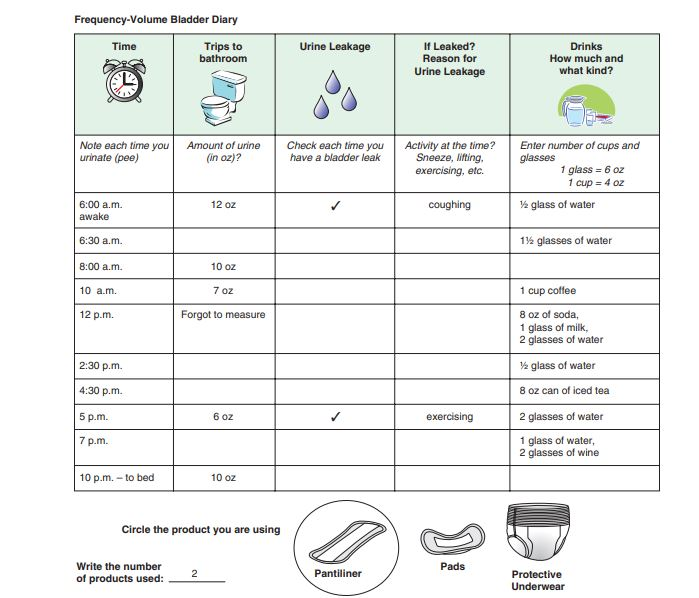 Frequency-Volume Bladder Diary
Time
Trips to
bathroom
Urine Leakage
If Leaked?
Reason for
Urine Leakage
Drinks
How much and
what kind?
Note each time you
urinate (pee)
Amount of urine
(in oz)?
Check each time you
have a bladder leak
Activity at the time?
Sneeze, lifting,
exercising, etc.
Enter number of cups and
glasses
1 glass = 6 oz
1 cup = 4 oz
6:00 a.m.
awake
12 oz
✓
coughing
½ glass of water
6:30 a.m.
1½ glasses of water
8:00 a.m.
10 oz
10 a.m.
7 oz
1 cup coffee
12 p.m.
Forgot to measure
8 oz of soda,
1 glass of milk,
2 glasses of water
2:30 p.m.
½ glass of water
4:30 p.m.
8 oz can of iced tea
5 p.m.
6 oz
✓
exercising
2 glasses of water
7 p.m.
1 glass of water,
2 glasses of wine
10 p.m. – to bed
10 oz
Circle the product you are using
Write the number
of products used: 2
Pantiliner
Pads
Protective
Underwear